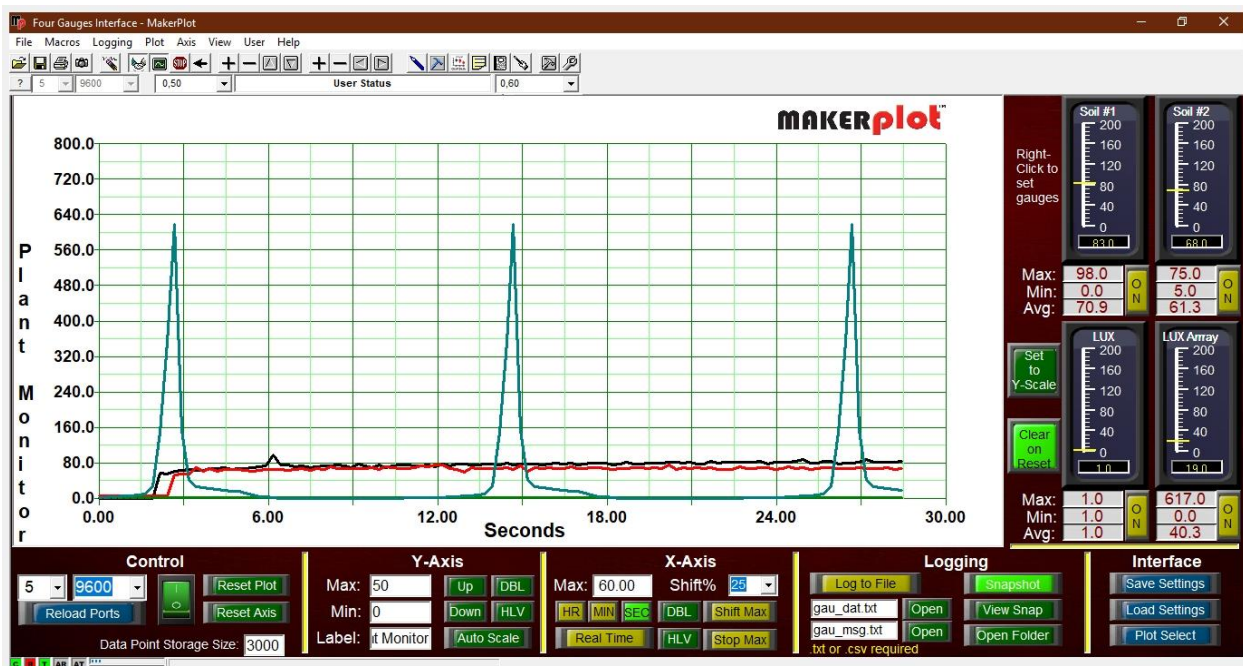 Four Gauges Interface - MakerPlot
File Macros Logging Plot Axis View User Help
? 5 9600 0,50 User Status 0,60
MAKERplot
800.0
720.0
640.0
560.0
480.0
400.0
320.0
240.0
160.0
80.0
0.0
Plant Monitor
0.00 6.00 12.00 18.00 24.00 30.00
Seconds
Right-
Click to
set
gauges
Soil #1
200
160
120
80
40
0
83.0
Max: 98.0
Min: 0.0
Avg: 70.9
ON
Soil #2
200
160
120
80
40
0
68.0
75.0
5.0
61.3
ON
Set
to
Y-Scale
Clear
on
Reset
LUX
200
160
120
80
40
0
1.0
Max: 1.0
Min: 1.0
Avg: 1.0
ON
LUX Arrray
200
160
120
80
40
0
19.0
617.0
0.0
40.3
ON
Control
5 9600 Reset Plot
Reload Ports Reset Axis
Data Point Storage Size: 3000
Y-Axis
Max: 50 Up DBL
Min: 0 Down HLV
Label: it Monitor Auto Scale
X-Axis
Max: 60.00 Shift% 25
HR MIN SEC DBL Shift Max
Real Time HLV Stop Max
Logging
Log to File Snapshot
gau_dat.txt Open View Snap
gau_msg.txt Open Open Folder
.txt or .csv required
Interface
Save Settings
Load Settings
Plot Select
C R T AR AT